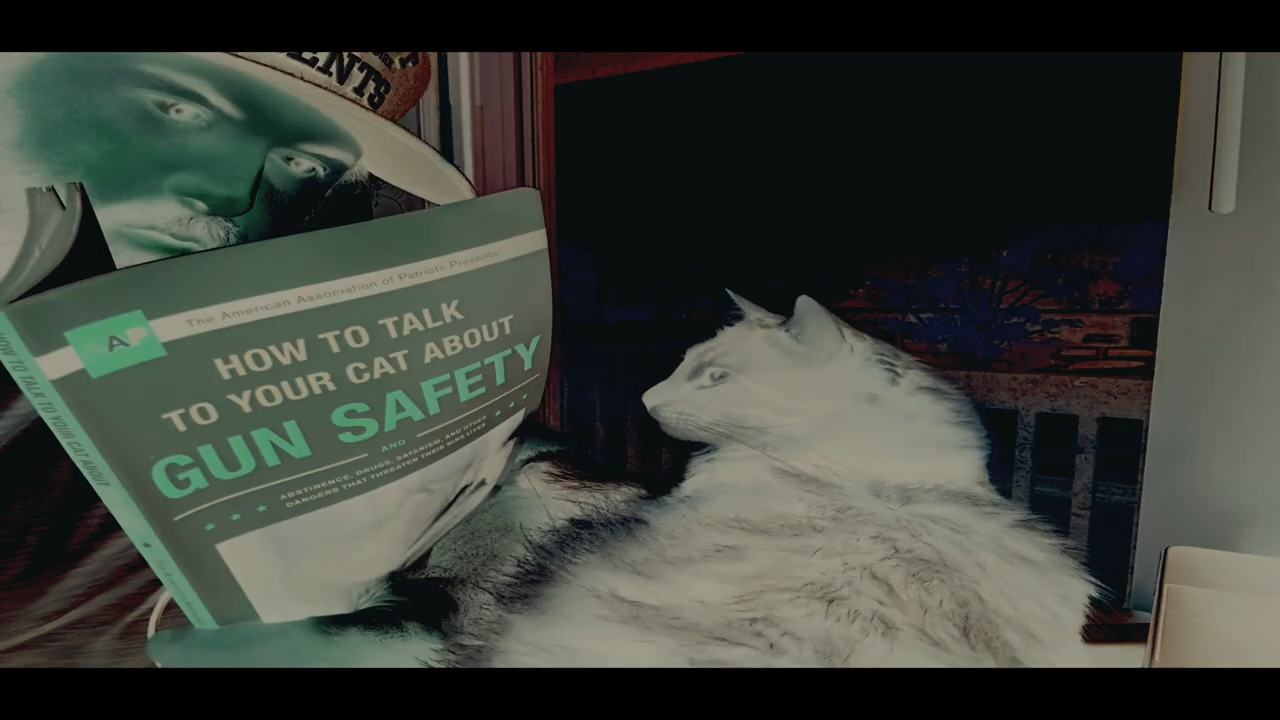 ENTS
The American Association of Patriots Presents
AP
HOW TO TALK
TO YOUR CAT ABOUT
GUN SAFETY
AND
ABSTINENCE, DRUGS, SATANISM, AND OTHER
DANGERS THAT THREATEN THEIR NINE LIVES
HOW TO TALK TO YOUR CAT ABOUT